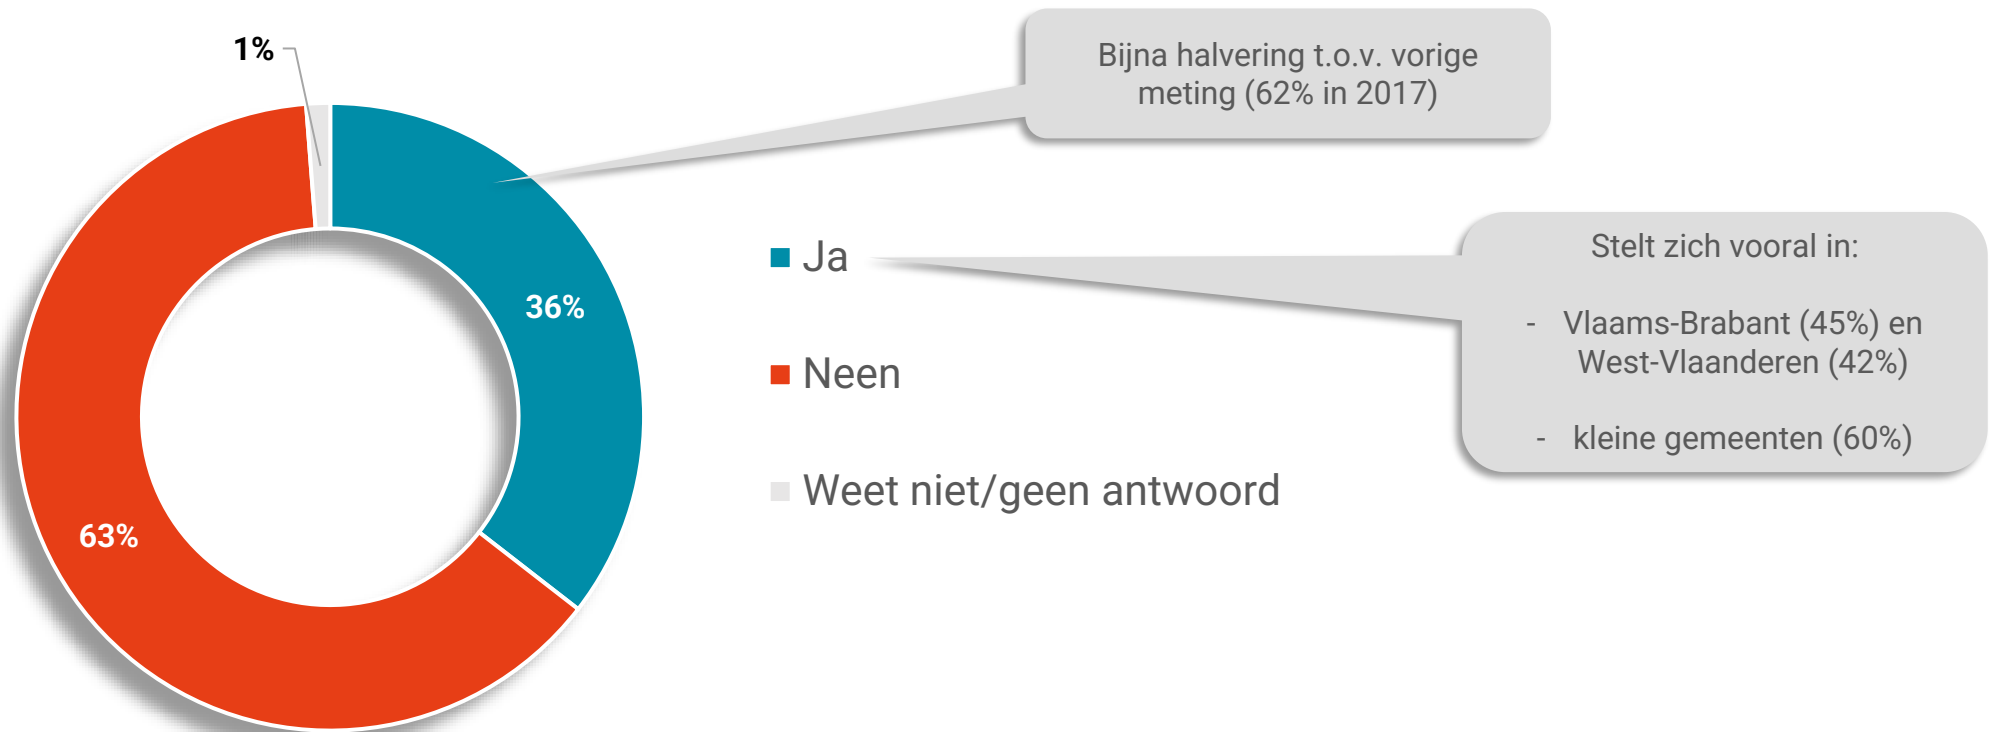 1%
Bijna halvering t.o.v. vorige
meting (62% in 2017)
36%
63%
Ja
Neen
Weet niet/geen antwoord
Stelt zich vooral in:
- Vlaams-Brabant (45%) en
West-Vlaanderen (42%)
- kleine gemeenten (60%)